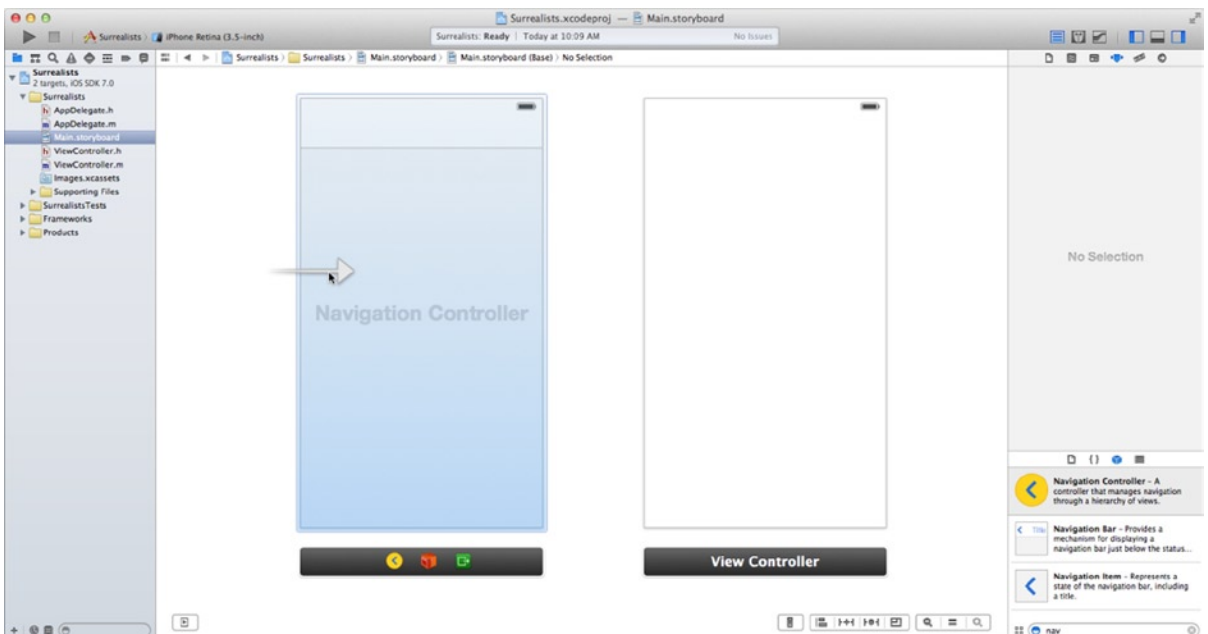 Surrealists.xcodeproj — Main.storyboard
Surrealists
iPhone Retina (3.5-inch)
Surrealists: Ready | Today at 10:09 AM
No Issues
Surrealists
2 targets, iOS SDK 7.0
Surrealists
AppDelegate.h
AppDelegate.m
Main.storyboard
ViewController.h
ViewController.m
Images.xcassets
Supporting Files
SurrealistsTests
Frameworks
Products
Surrealists
Surrealists
Main.storyboard
Main.storyboard (Base)
No Selection
Navigation Controller
View Controller
No Selection
Navigation Controller - A
controller that manages navigation
through a hierarchy of views.
Title
Navigation Bar - Provides a
mechanism for displaying a
navigation bar just below the status...
Navigation Item - Represents a
state of the navigation bar, including
a title.
nav